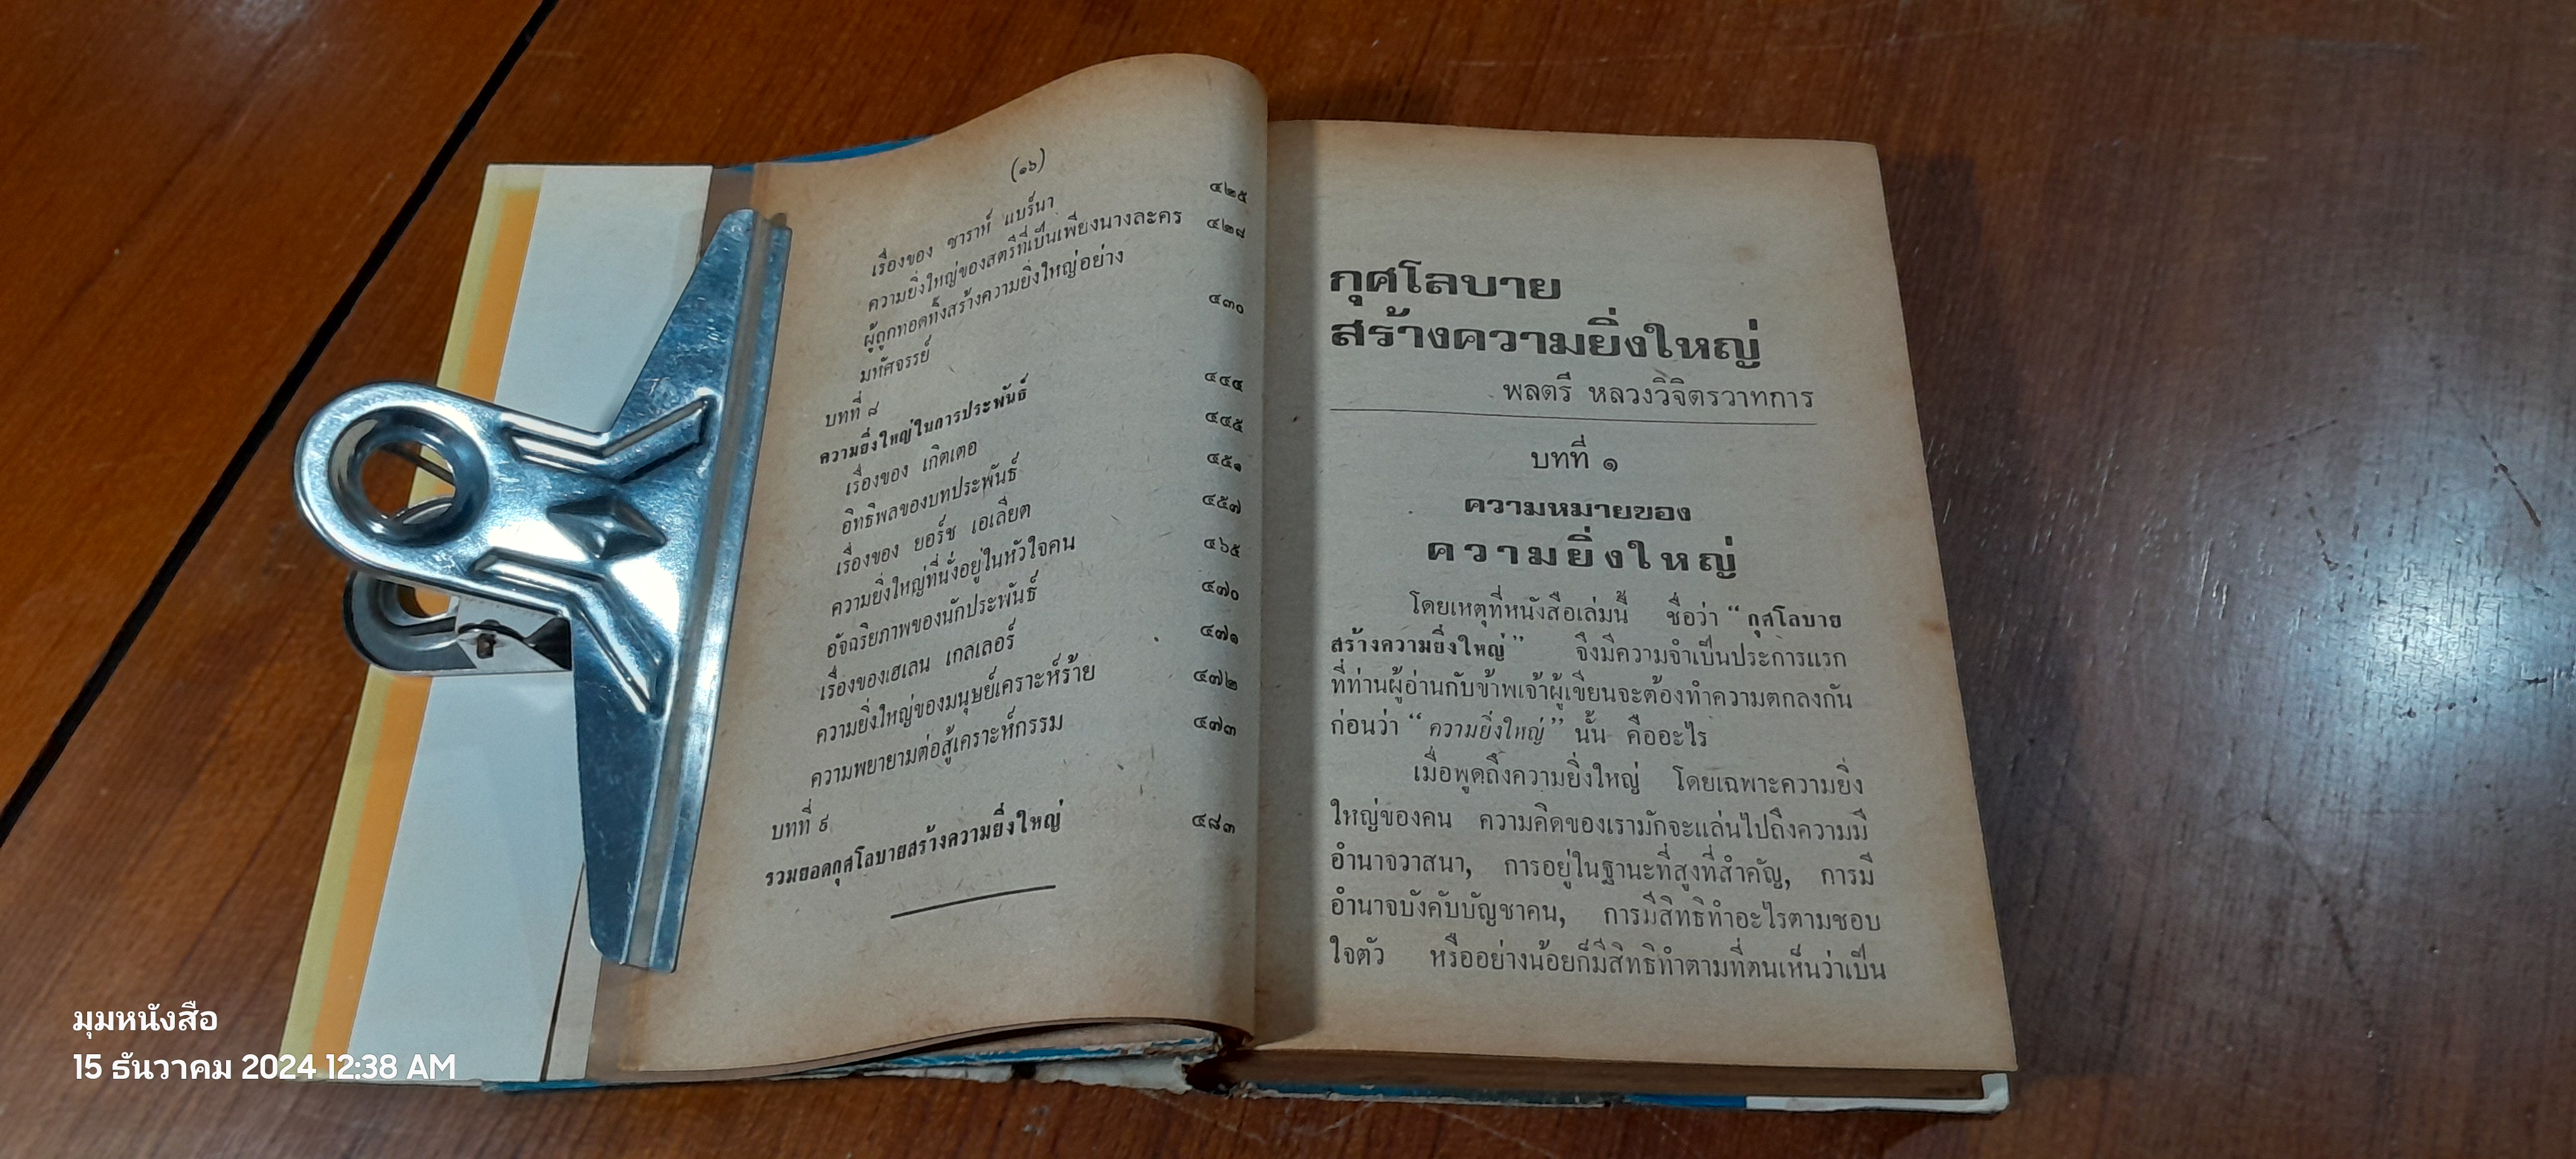 (๑๖)
เรื่องของ ซาราห์ แบร์นา ๔๒๕
ความยิ่งใหญ่ของสตรีที่เป็นเพียงนางละคร ๔๒๘
ผู้ถูกทอดทิ้งสร้างความยิ่งใหญ่อย่าง
มหัศจรรย์ ๔๓๐
บทที่ ๘
ความยิ่งใหญ่ในการประพันธ์ ๔๔๔
เรื่องของ เกิตเตอ ๔๔๕
อิทธิพลของบทประพันธ์ ๔๕๑
เรื่องของ ยอร์ช เอเลียต ๔๕๗
ความยิ่งใหญ่ที่นั่งอยู่ในหัวใจคน ๔๖๕
อัจฉริยภาพของนักประพันธ์ ๔๗๐
เรื่องของเฮเลน เกลเลอร์ ๔๗๑
ความยิ่งใหญ่ของมนุษย์เคราะห์ร้าย ๔๗๒
ความพยายามต่อสู้เคราะห์กรรม ๔๗๓
บทที่ ๙
รวมยอดกุศโลบายสร้างความยิ่งใหญ่ ๔๘๓
กุศโลบาย
สร้างความยิ่งใหญ่
พลตรี หลวงวิจิตรวาทการ
บทที่ ๑
ความหมายของ
ความยิ่งใหญ่
โดยเหตุที่หนังสือเล่มนี้ ชื่อว่า “กุศโลบาย
สร้างความยิ่งใหญ่” จึงมีความจำเป็นประการแรก
ที่ท่านผู้อ่านกับข้าพเจ้าผู้เขียนจะต้องทำความตกลงกัน
ก่อนว่า “ความยิ่งใหญ่” นั้น คืออะไร
เมื่อพูดถึงความยิ่งใหญ่ โดยเฉพาะความยิ่ง
ใหญ่ของคน ความคิดของเรามักจะแล่นไปถึงความมี
อำนาจวาสนา, การอยู่ในฐานะที่สูงที่สำคัญ, การมี
อำนาจบังคับบัญชาคน, การมีสิทธิทำอะไรตามชอบ
ใจตัว หรืออย่างน้อยก็มีสิทธิทำตามที่ตนเห็นว่าเป็น
มุมหนังสือ
15 ธันวาคม 2024 12:38 AM